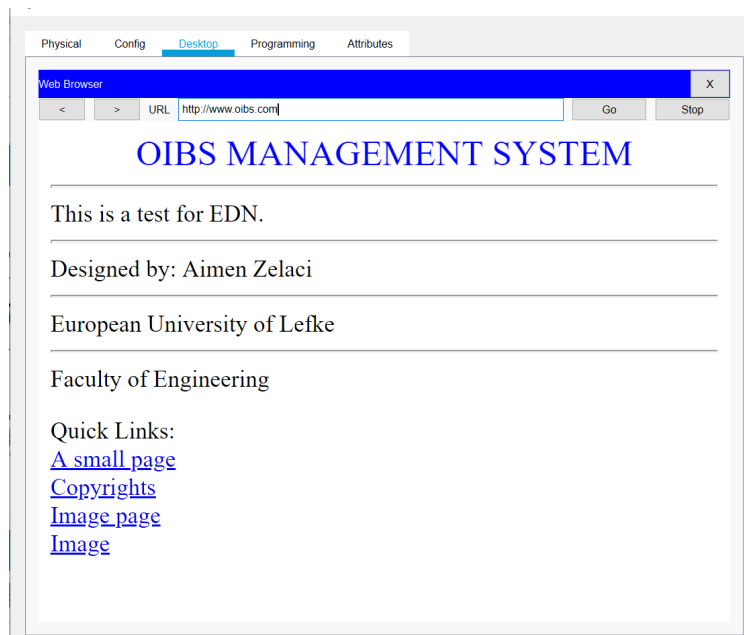 Physical Config Desktop Programming Attributes
Web Browser X
< > URL http://www.oibs.com Go Stop
OIBS MANAGEMENT SYSTEM
This is a test for EDN.
Designed by: Aimen Zelaci
European University of Lefke
Faculty of Engineering
Quick Links:
A small page
Copyrights
Image page
Image